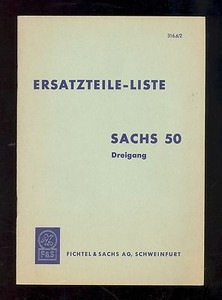 316.6/2
ERSATZTEILE-LISTE
SACHS 50
Dreigang
F&S
FICHTEL & SACHS AG, SCHWEINFURT